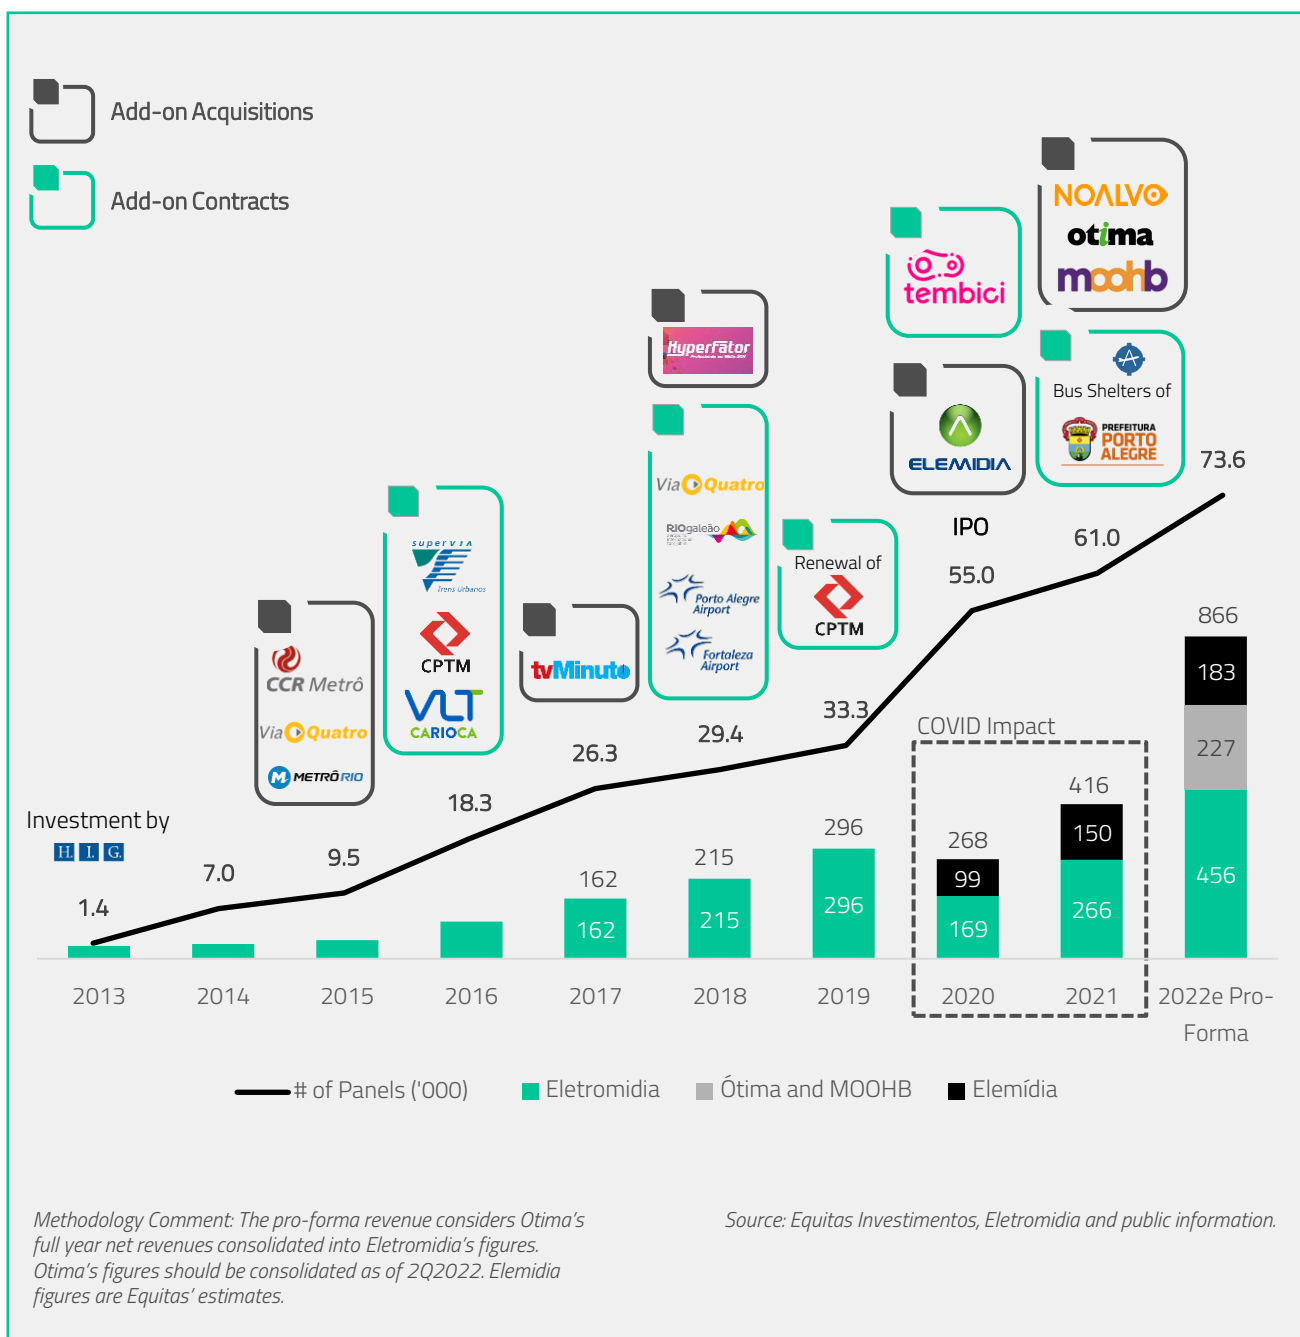 Add-on Acquisitions
Add-on Contracts
NOALVO
otima
moohb
tembici
Bus Shelters of
PREFEITURA
PORTO
ALEGRE
ELEMIDIA
HyperFator
ViaQuatro
RIOgaleão
Porto Alegre
Airport
Fortaleza
Airport
Renewal of
CPTM
IPO
supervia
Trens Urbanos
CPTM
VLT
CARIOCA
tvMinuto
CCR Metrô
ViaQuatro
METRÔ RIO
Investment by
H. I. G.
1.4
7.0
9.5
18.3
26.3
29.4
33.3
55.0
61.0
73.6
COVID Impact
162
162
215
215
296
296
268
99
169
416
150
266
866
183
227
456
2013
2014
2015
2016
2017
2018
2019
2020
2021
2022e Pro-
Forma
# of Panels ('000)
Eletromidia
Ótima and MOOHB
Elemídia
Methodology Comment: The pro-forma revenue considers Otima’s
full year net revenues consolidated into Eletromidia’s figures.
Otima’s figures should be consolidated as of 2Q2022. Elemidia
figures are Equitas’ estimates.
Source: Equitas Investimentos, Eletromidia and public information.